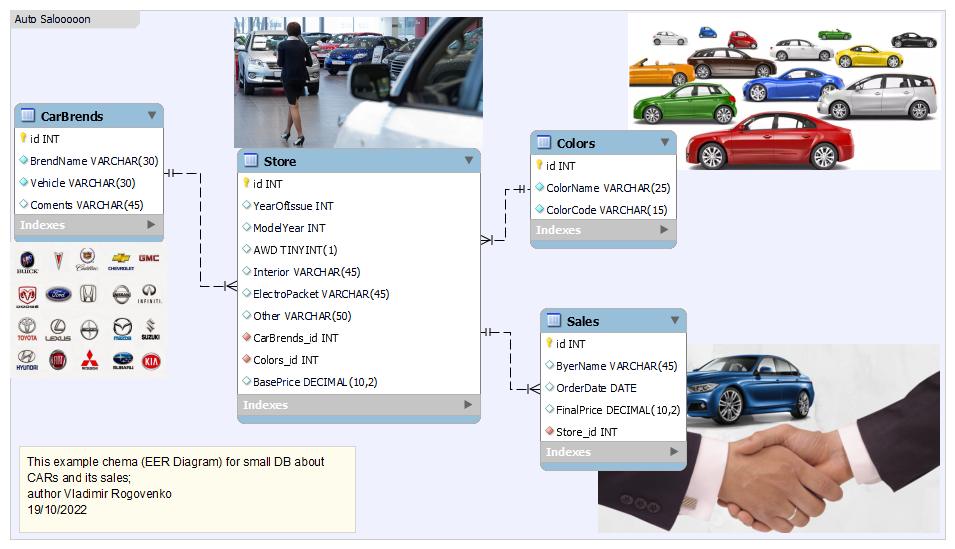 Auto Salooooon
CarBrends
id INT
BrendName VARCHAR(30)
Vehicle VARCHAR(30)
Coments VARCHAR(45)
Indexes
BUICK
Cadillac
CHEVROLET
GMC
DODGE
Ford
NISSAN
INFINITI
TOYOTA
LEXUS
SCION
mazda
SUZUKI
HYUNDAI
FIAT
MITSUBISHI
SUBARU
KIA
Store
id INT
YearOfIssue INT
ModelYear INT
AWD TINYINT(1)
Interior VARCHAR(45)
ElectroPacket VARCHAR(45)
Other VARCHAR(50)
CarBrends_id INT
Colors_id INT
BasePrice DECIMAL(10,2)
Indexes
Colors
id INT
ColorName VARCHAR(25)
ColorCode VARCHAR(15)
Indexes
Sales
id INT
ByerName VARCHAR(45)
OrderDate DATE
FinalPrice DECIMAL(10,2)
Store_id INT
Indexes
This example chema (EER Diagram) for small DB about
CARs and its sales;
author Vladimir Rogovenko
19/10/2022